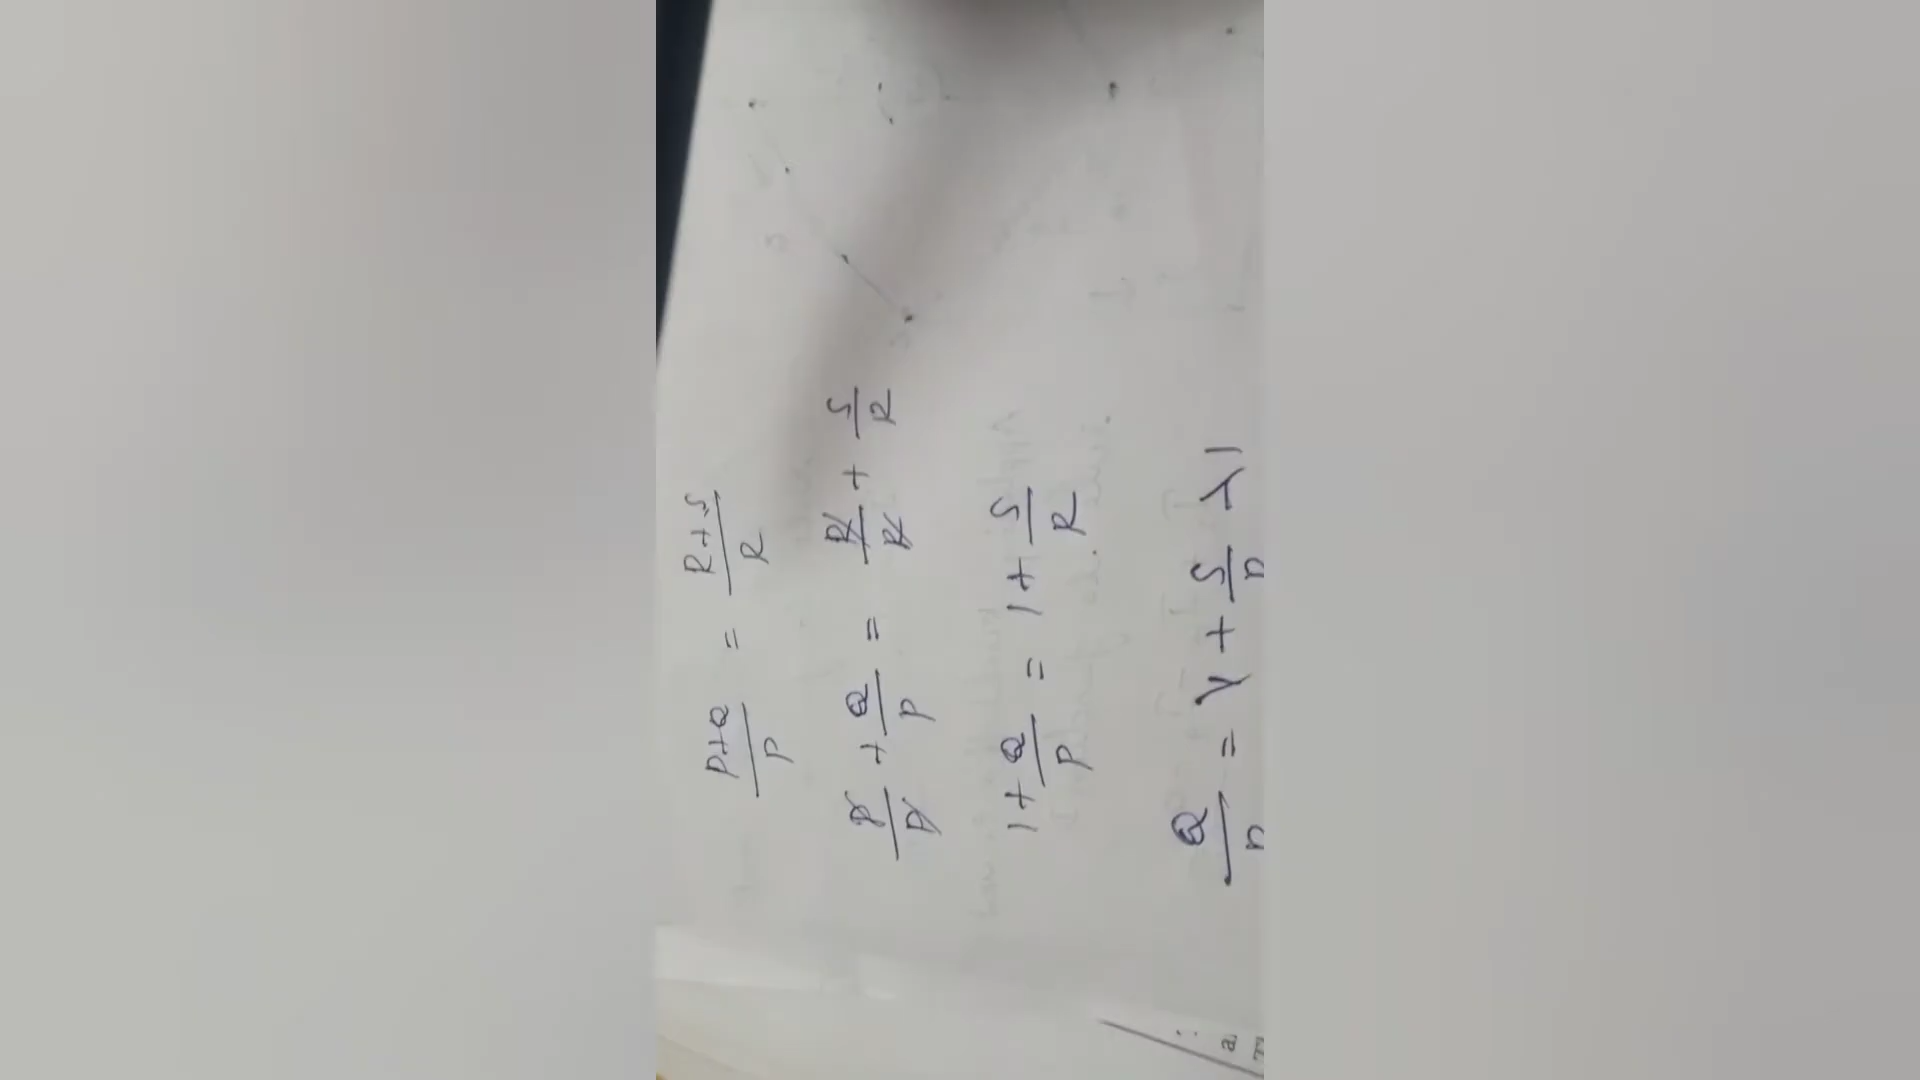 P+Q/P = R+S/R
P/P + Q/P = R/R + S/R
1 + Q/P = 1 + S/R
Q/P = 1 + S/R - 1